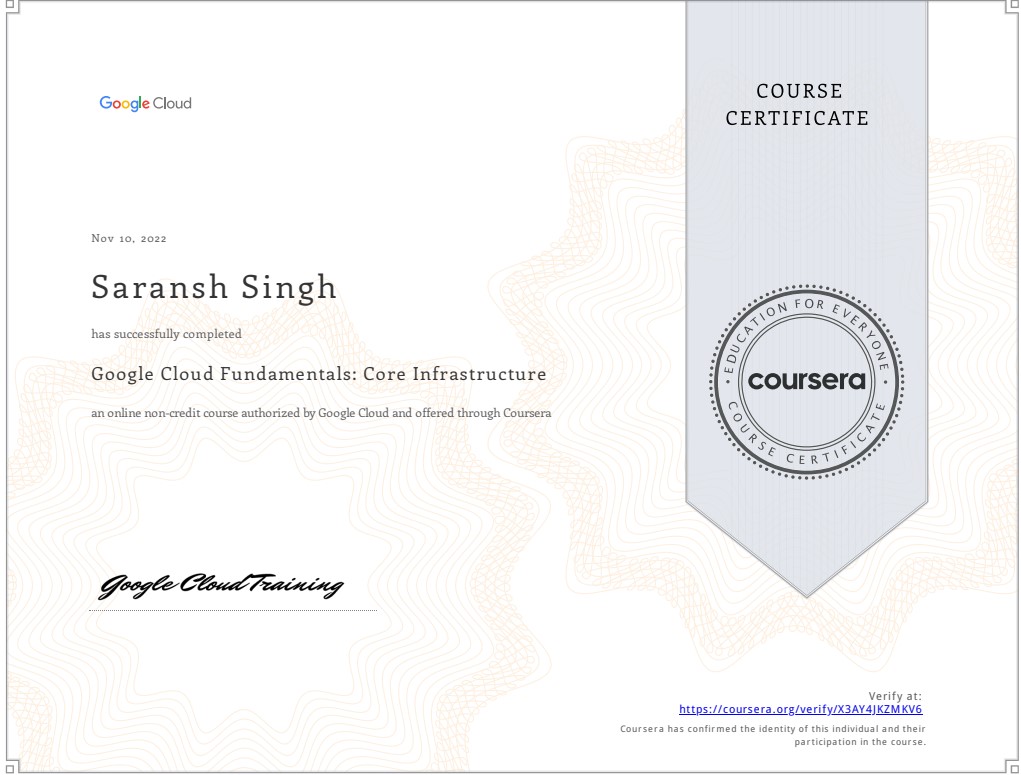 Google Cloud
COURSE
CERTIFICATE
Nov 10, 2022
Saransh Singh
has successfully completed
Google Cloud Fundamentals: Core Infrastructure
an online non-credit course authorized by Google Cloud and offered through Coursera
EDUCATION FOR EVERYONE
coursera
COURSE CERTIFICATE
Google Cloud Training
Verify at:
https://coursera.org/verify/X3AY4JKZMKV6
Coursera has confirmed the identity of this individual and their
participation in the course.